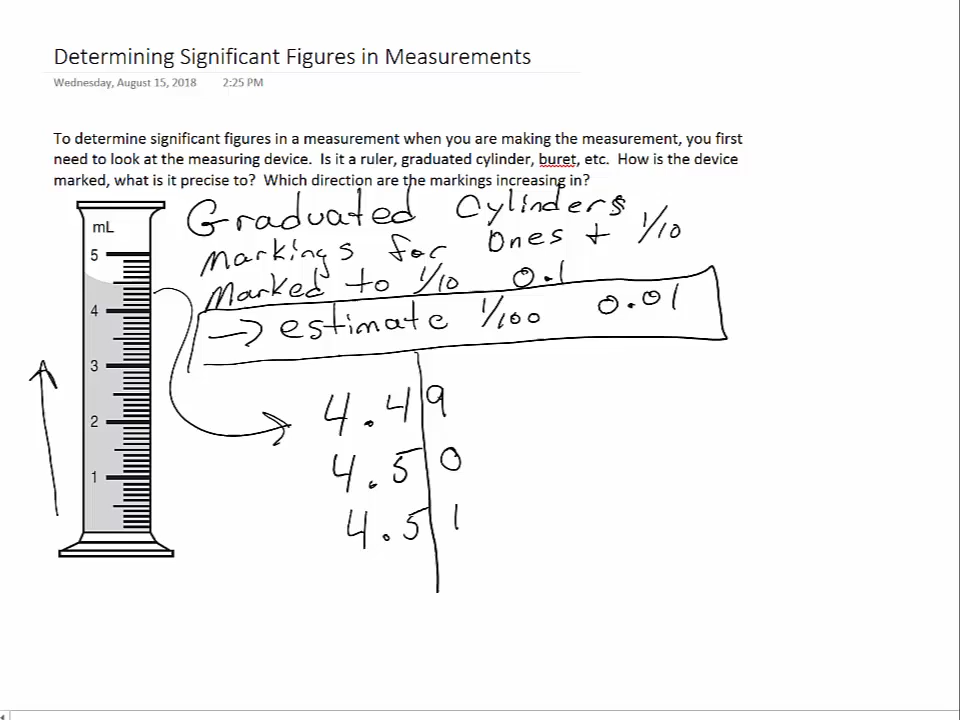 Determining Significant Figures in Measurements
Wednesday, August 15, 2018 2:25 PM
To determine significant figures in a measurement when you are making the measurement, you first
need to look at the measuring device. Is it a ruler, graduated cylinder, buret, etc. How is the device
marked, what is it precise to? Which direction are the markings increasing in?
Graduated Cylinders
markings for ones + 1/10
Marked to 1/10 0.1
→ estimate 1/100 0.01
mL
5
4
3
2
1
4.49
4.50
4.51